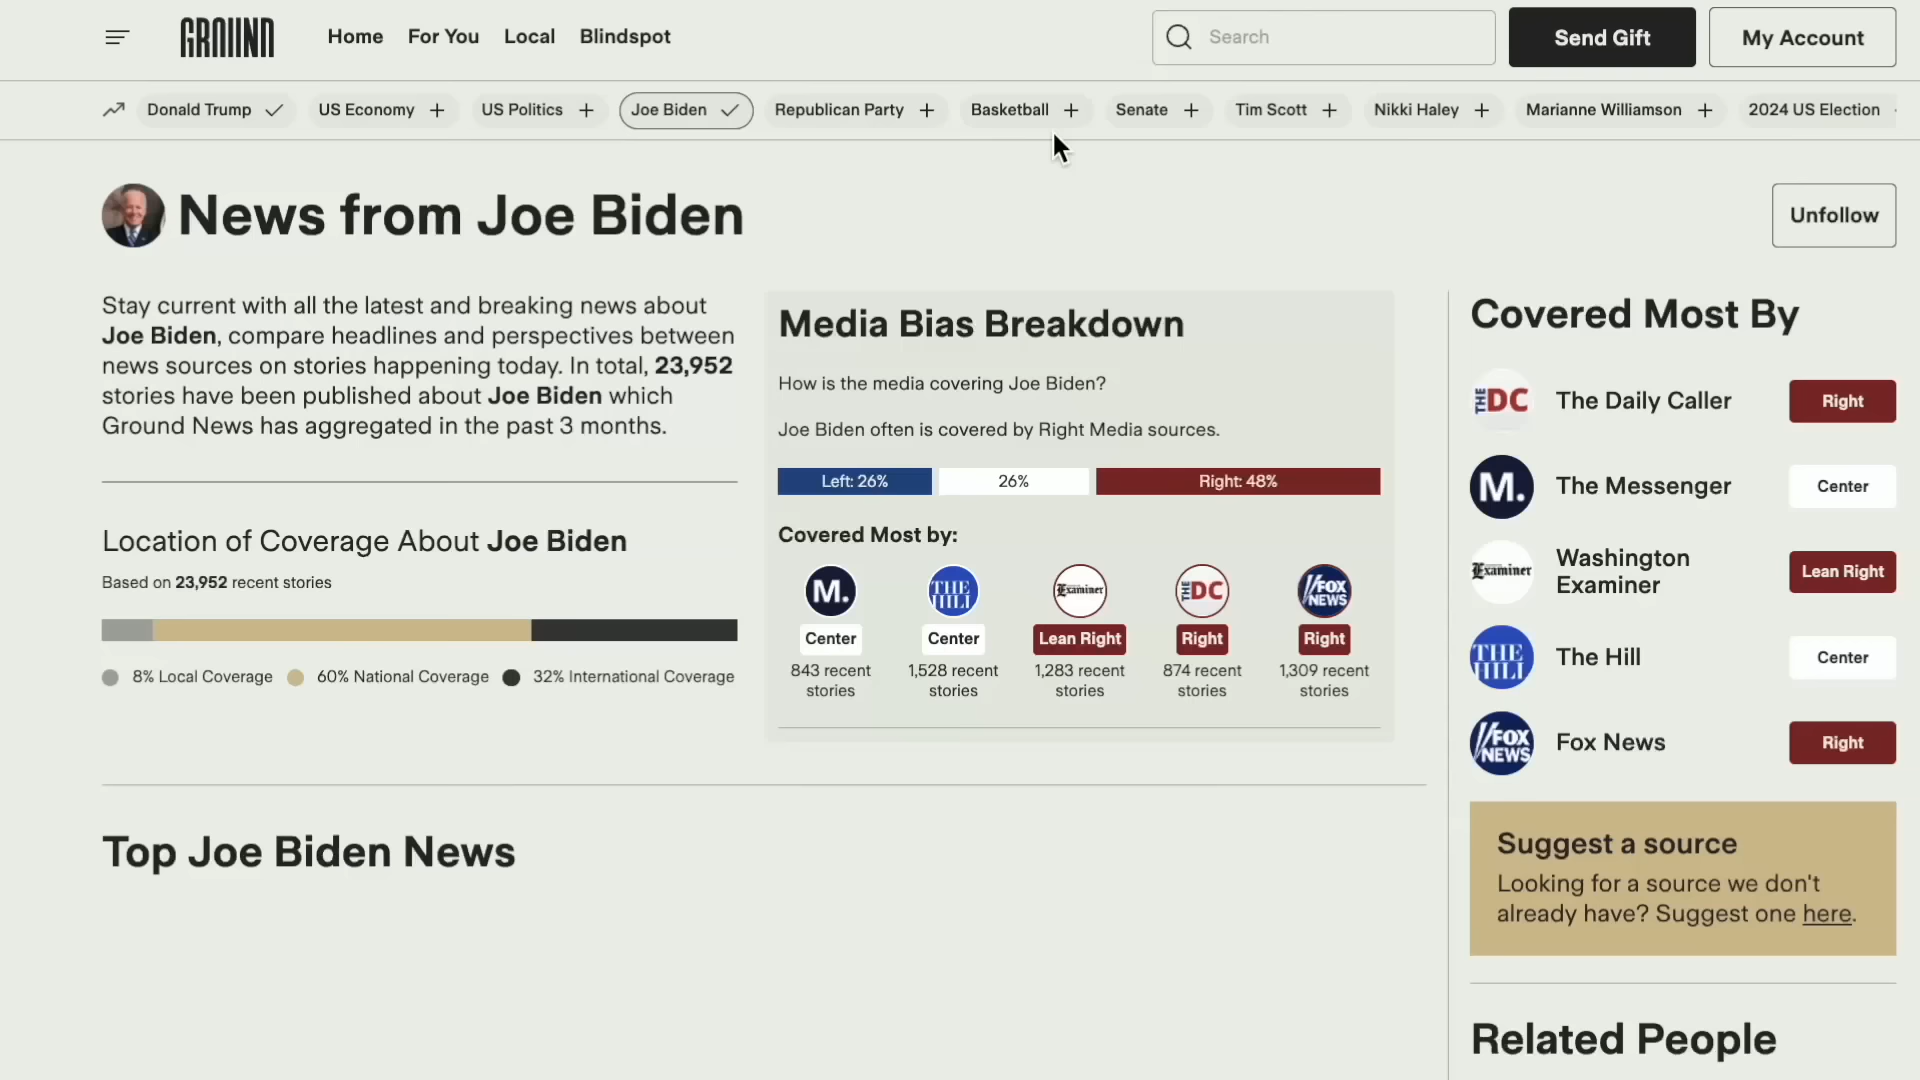 GROUND
Home For You Local Blindspot
Search
Send Gift
My Account
Donald Trump US Economy + US Politics + Joe Biden Republican Party + Basketball + Senate + Tim Scott + Nikki Haley + Marianne Williamson + 2024 US Election
News from Joe Biden
Unfollow
Stay current with all the latest and breaking news about
Joe Biden, compare headlines and perspectives between
news sources on stories happening today. In total, 23,952
stories have been published about Joe Biden which
Ground News has aggregated in the past 3 months.
Location of Coverage About Joe Biden
Based on 23,952 recent stories
8% Local Coverage 60% National Coverage 32% International Coverage
Media Bias Breakdown
How is the media covering Joe Biden?
Joe Biden often is covered by Right Media sources.
Left: 26% 26% Right: 48%
Covered Most by:
M. THE HILL Examiner THE DC FOX NEWS
Center Center Lean Right Right Right
843 recent 1,528 recent 1,283 recent 874 recent 1,309 recent
stories stories stories stories stories
Top Joe Biden News
Covered Most By
THE DC The Daily Caller Right
M. The Messenger Center
Examiner Washington
Examiner Lean Right
THE HILL The Hill Center
FOX NEWS Fox News Right
Suggest a source
Looking for a source we don't
already have? Suggest one here.
Related People